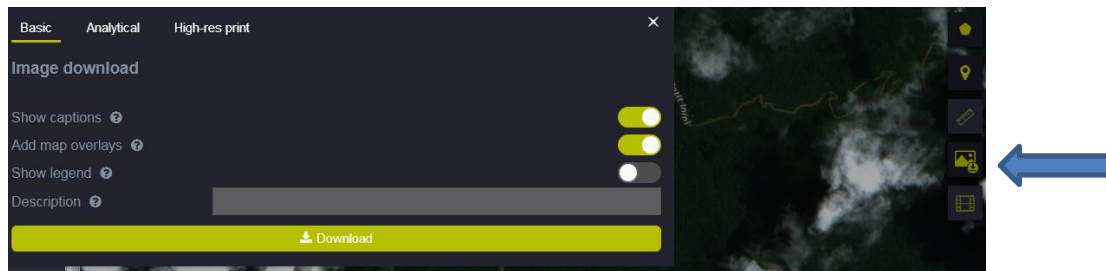 Basic Analytical High-res print
Image download
Show captions
Add map overlays
Show legend
Description
Download